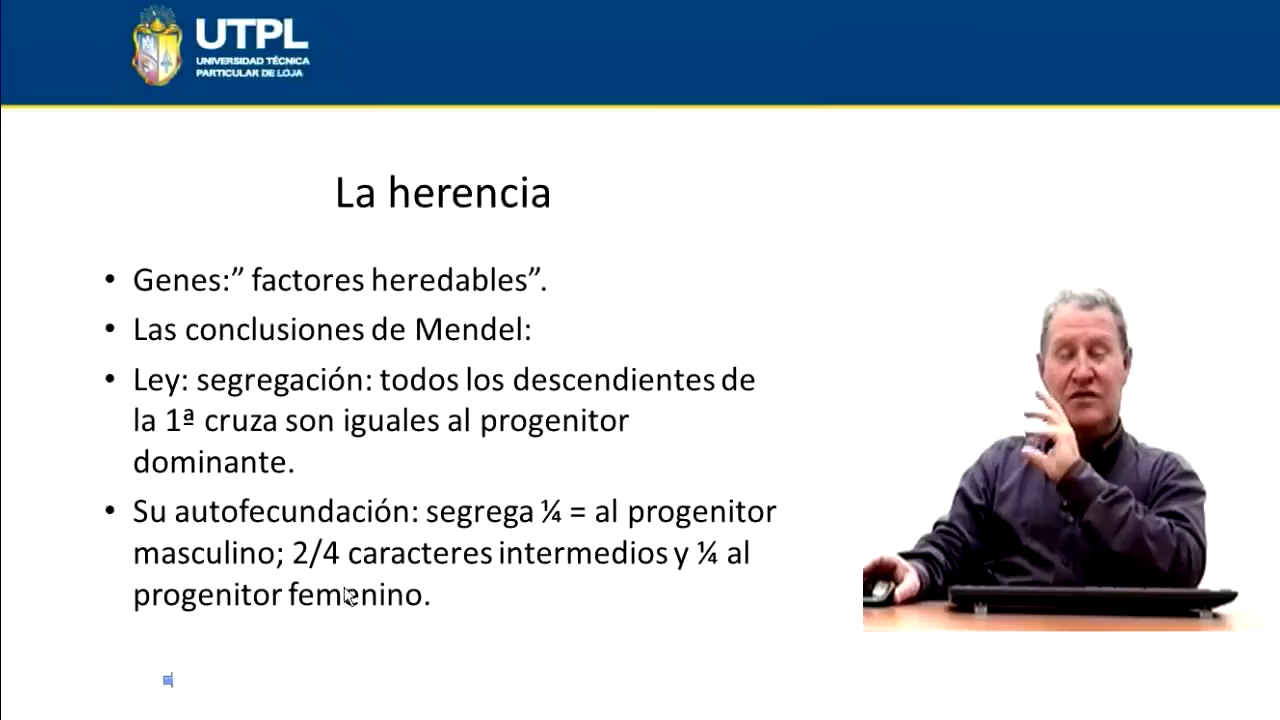 UTPL
UNIVERSIDAD TÉCNICA
PARTICULAR DE LOJA
La herencia
• Genes:” factores heredables”.
• Las conclusiones de Mendel:
• Ley: segregación: todos los descendientes de
la 1ª cruza son iguales al progenitor
dominante.
• Su autofecundación: segrega ¼ = al progenitor
masculino; 2/4 caracteres intermedios y ¼ al
progenitor femenino.